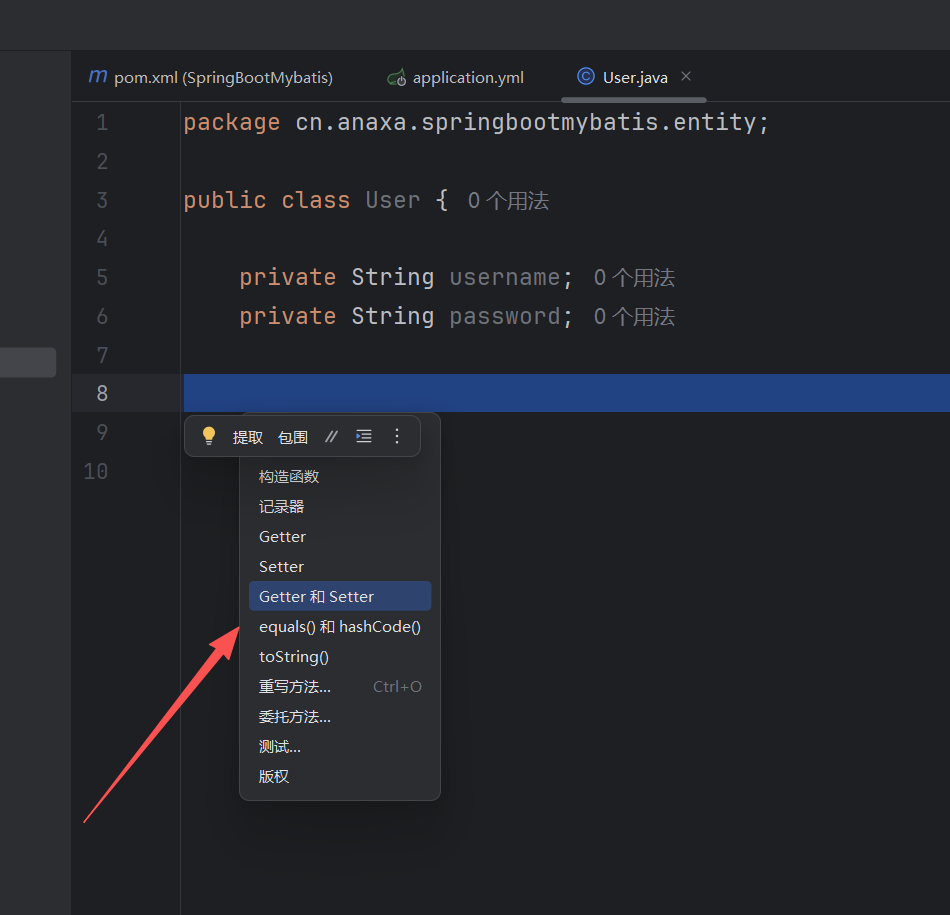 m pom.xml (SpringBootMybatis) application.yml © User.java ×
1 package cn.anaxa.springbootmybatis.entity;
2
3 public class User { 0 个用法
4
5 private String username; 0 个用法
6 private String password; 0 个用法
7
8
9
10
提取 包围 //
构造函数
记录器
Getter
Setter
Getter 和 Setter
equals() 和 hashCode()
toString()
重写方法... Ctrl+O
委托方法...
测试...
版权